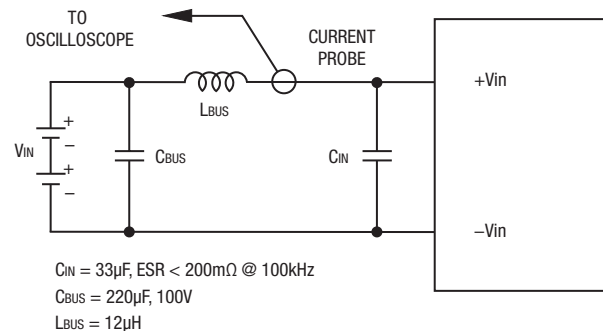 TO
OSCILLOSCOPE
CURRENT
PROBE
+Vin
LBUS
VIN
+
−
+
−
CBUS
CIN
−Vin
CIN = 33µF, ESR < 200mΩ @ 100kHz
CBUS = 220µF, 100V
LBUS = 12µH